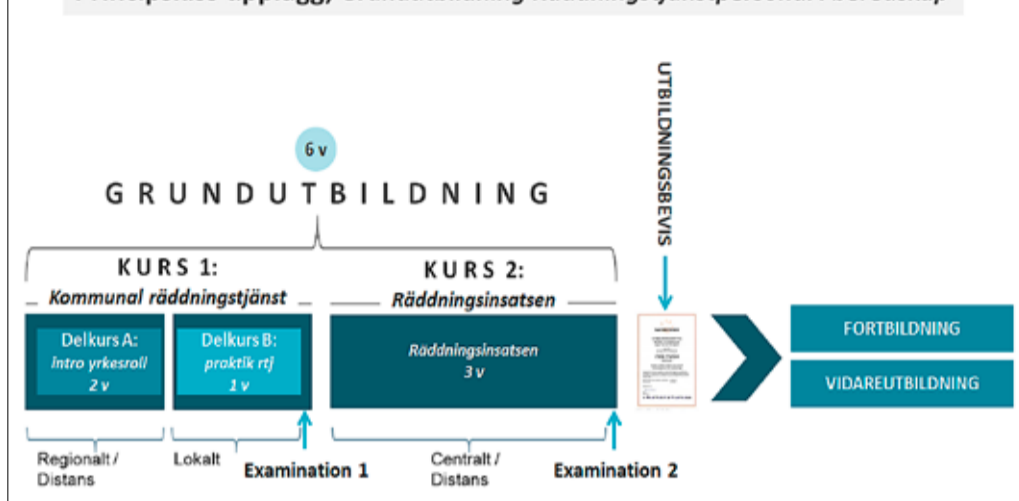 6 v
GRUNDUTBILDNING
UTBILDNINGSBEVIS
KURS 1:
Kommunal räddningstjänst
KURS 2:
Räddningsinsatsen
Delkurs A:
intro yrkesroll
2 v
Delkurs B:
praktik rtj
1 v
Räddningsinsatsen
3 v
FORTBILDNING
VIDAREUTBILDNING
Regionalt /
Distans
Lokalt
Examination 1
Centralt /
Distans
Examination 2